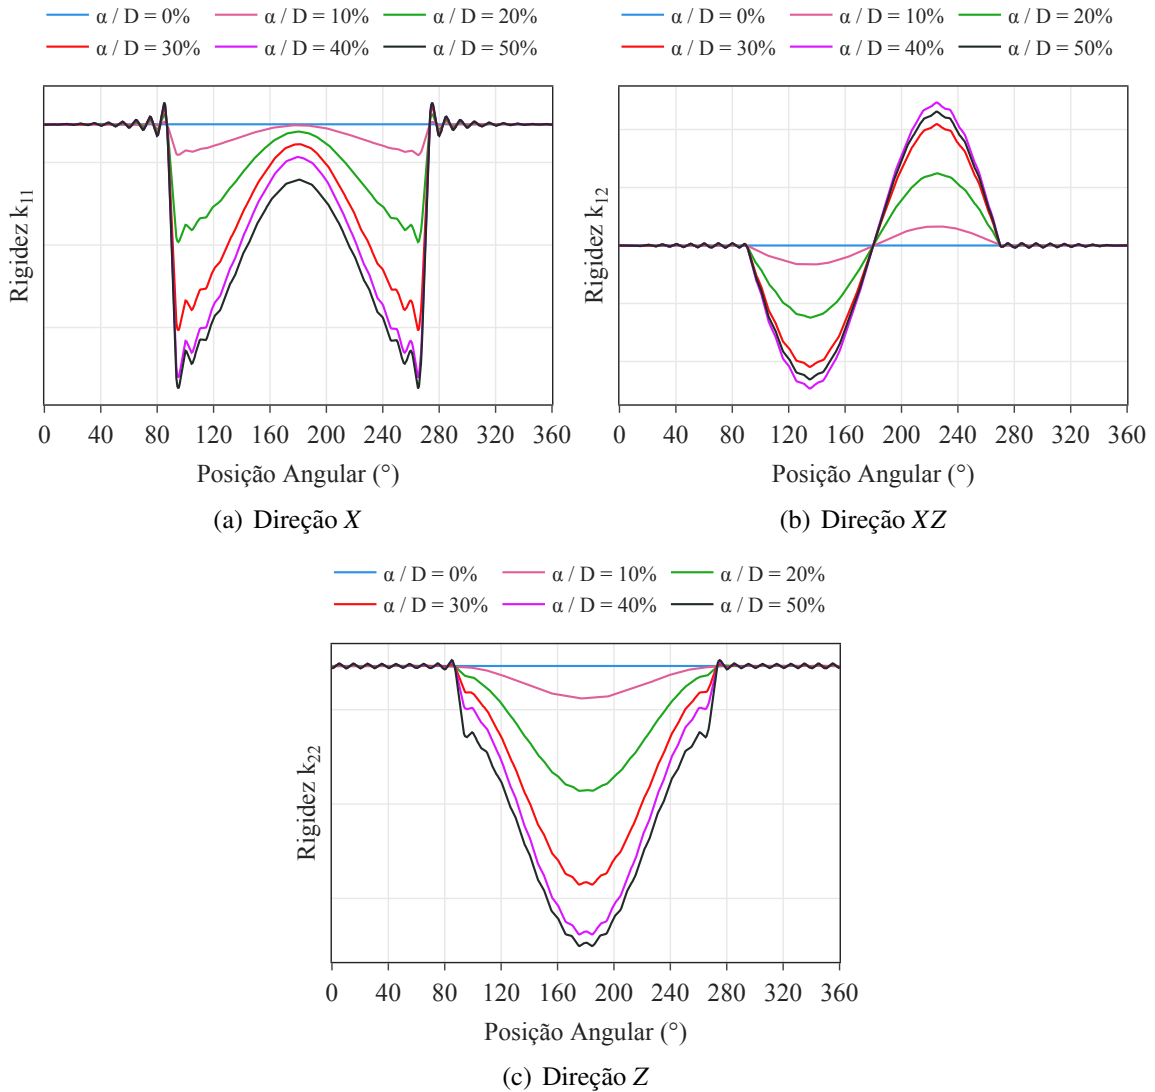 α / D = 0% α / D = 10% α / D = 20%
α / D = 30% α / D = 40% α / D = 50%
Rigidez k11
0 40 80 120 160 200 240 280 320 360
Posição Angular (°)
(a) Direção X
α / D = 0% α / D = 10% α / D = 20%
α / D = 30% α / D = 40% α / D = 50%
Rigidez k12
0 40 80 120 160 200 240 280 320 360
Posição Angular (°)
(b) Direção XZ
α / D = 0% α / D = 10% α / D = 20%
α / D = 30% α / D = 40% α / D = 50%
Rigidez k22
0 40 80 120 160 200 240 280 320 360
Posição Angular (°)
(c) Direção Z